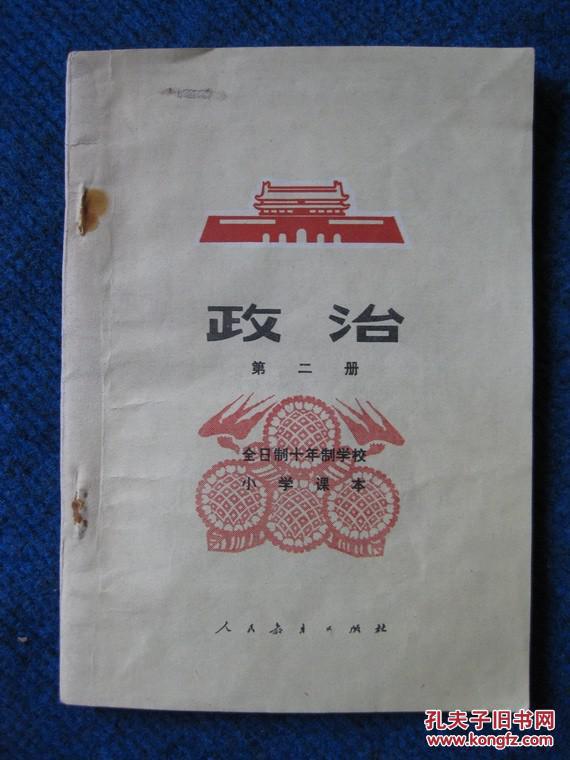 政治
第二册
全日制十年制学校
小学课本
人民教育出版社
孔夫子旧书网
www.kongfz.com